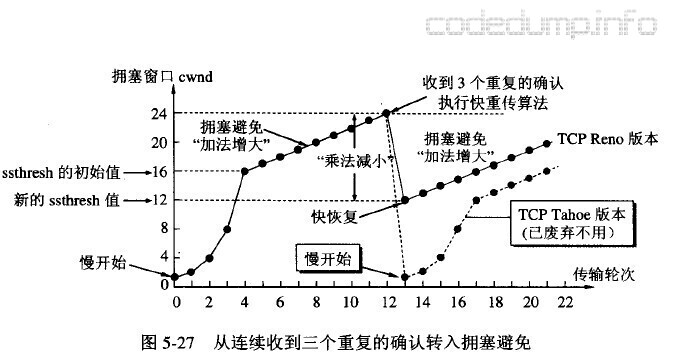 codedump.info
拥塞窗口 cwnd
收到 3 个重复的确认
执行快重传算法
24
拥塞避免
“加法增大”
拥塞避免
“加法增大”
TCP Reno 版本
20
“乘法减小”
ssthresh 的初始值
16
新的 ssthresh 值
12
快恢复
TCP Tahoe 版本
(已废弃不用)
8
4
慢开始
慢开始
0
0 2 4 6 8 10 12 14 16 18 20 22
传输轮次
图 5-27 从连续收到三个重复的确认转入拥塞避免